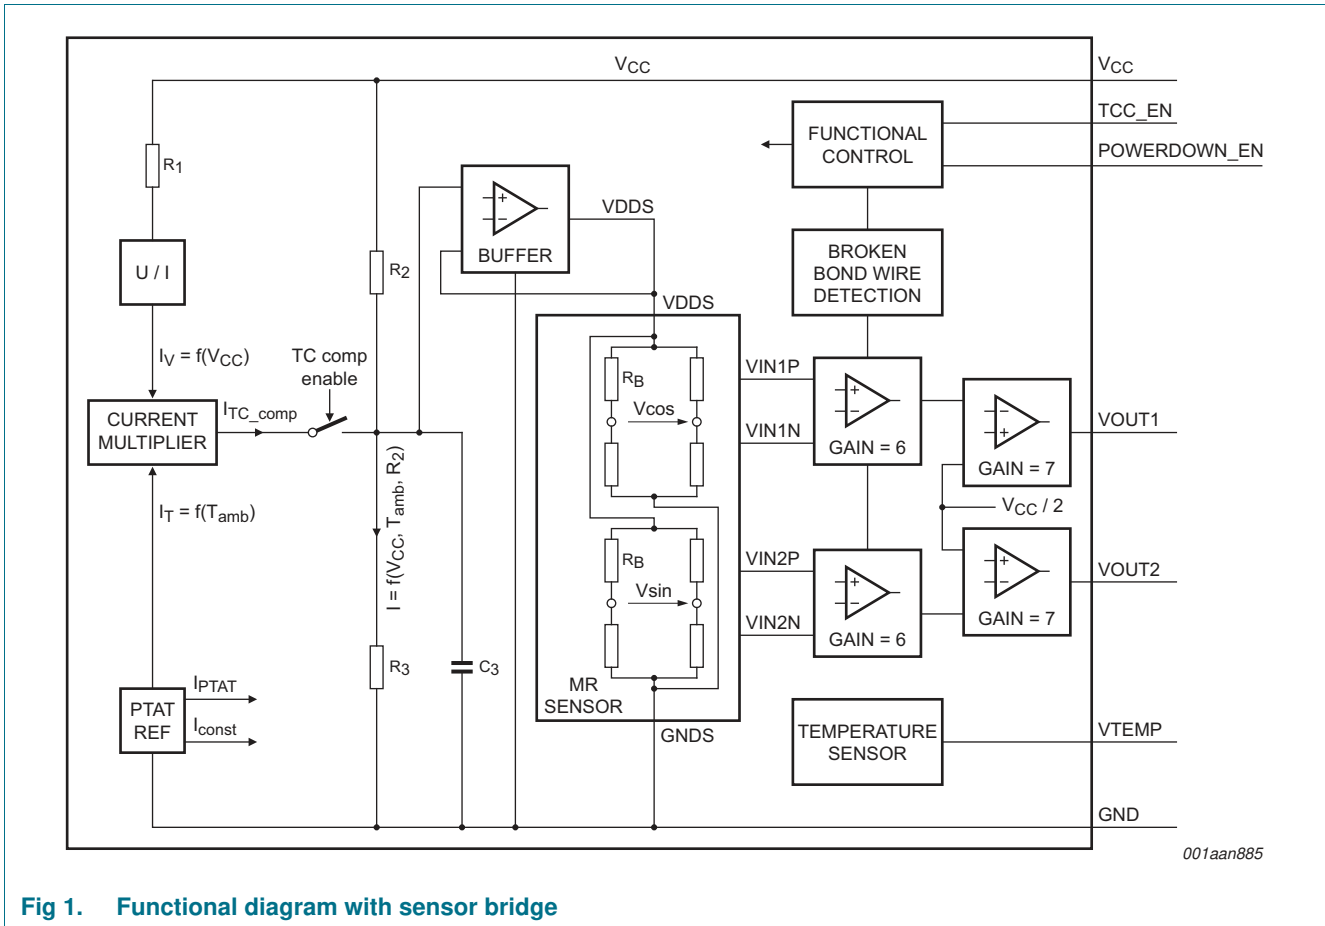 VCC
VCC
TCC_EN
POWERDOWN_EN
FUNCTIONAL
CONTROL
R1
VDDS
BUFFER
U / I
R2
BROKEN
BOND WIRE
DETECTION
VDDS
IV = f(VCC)
TC comp
enable
ITC_comp
CURRENT
MULTIPLIER
RB
Vcos
VIN1P
VIN1N
GAIN = 6
GAIN = 7
VOUT1
VCC / 2
IT = f(Tamb)
I = f(VCC, Tamb, R2)
RB
Vsin
VIN2P
VIN2N
GAIN = 6
GAIN = 7
VOUT2
R3
C3
MR
SENSOR
GNDS
IPTAT
PTAT
REF
Iconst
TEMPERATURE
SENSOR
VTEMP
GND
001aan885
Fig 1. Functional diagram with sensor bridge